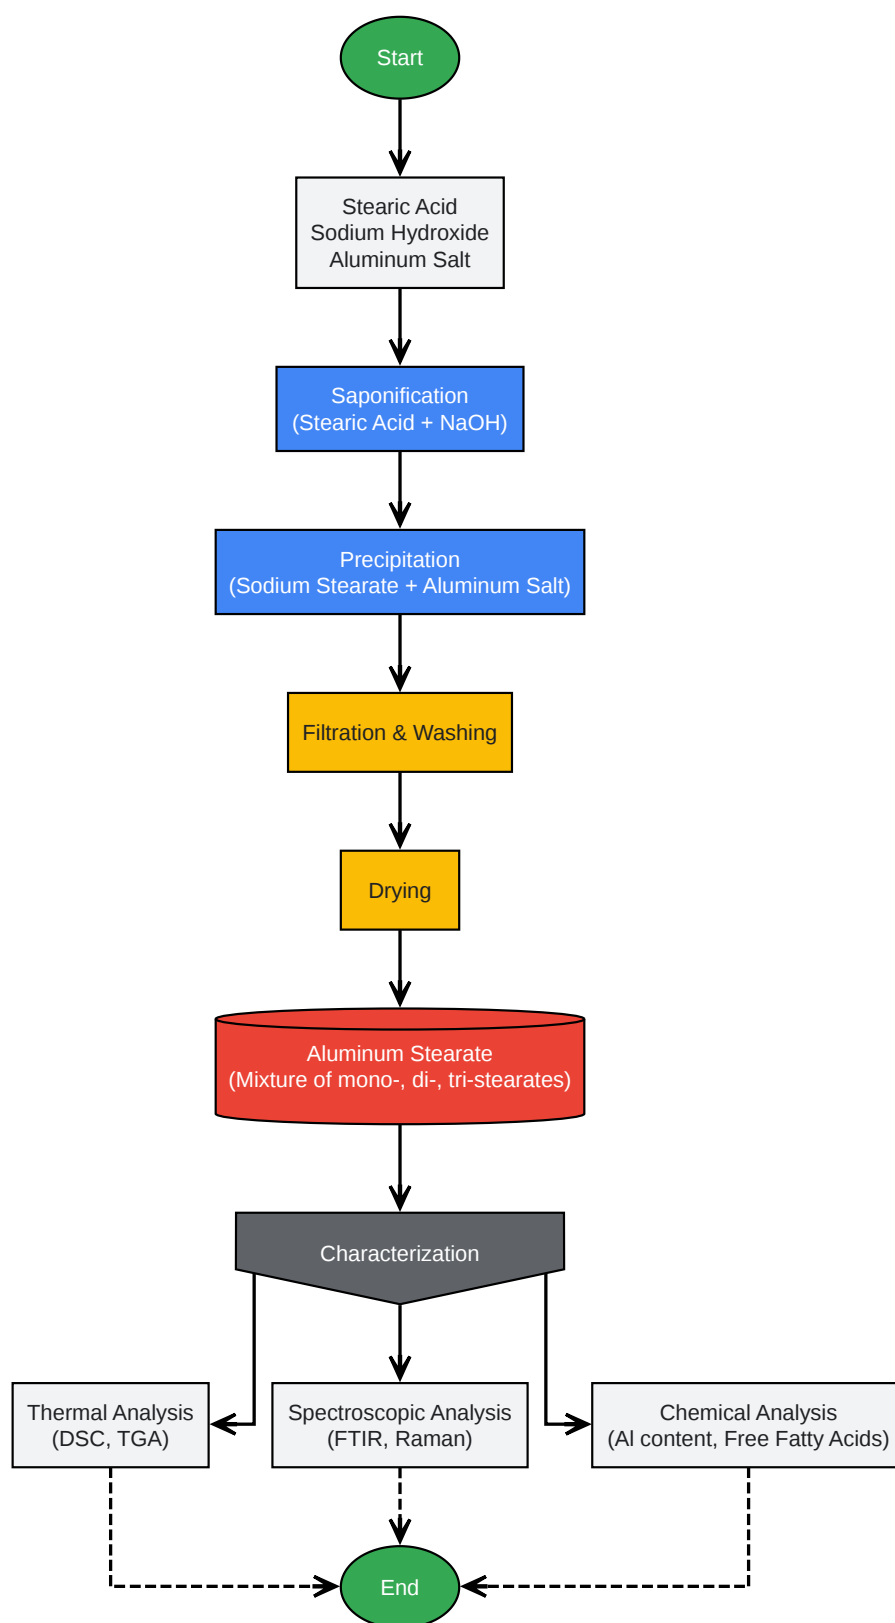 Start
Stearic Acid
Sodium Hydroxide
Aluminum Salt
Saponification
(Stearic Acid + NaOH)
Precipitation
(Sodium Stearate + Aluminum Salt)
Filtration & Washing
Drying
Aluminum Stearate
(Mixture of mono-, di-, tri-stearates)
Characterization
Thermal Analysis
(DSC, TGA)
Spectroscopic Analysis
(FTIR, Raman)
Chemical Analysis
(Al content, Free Fatty Acids)
End